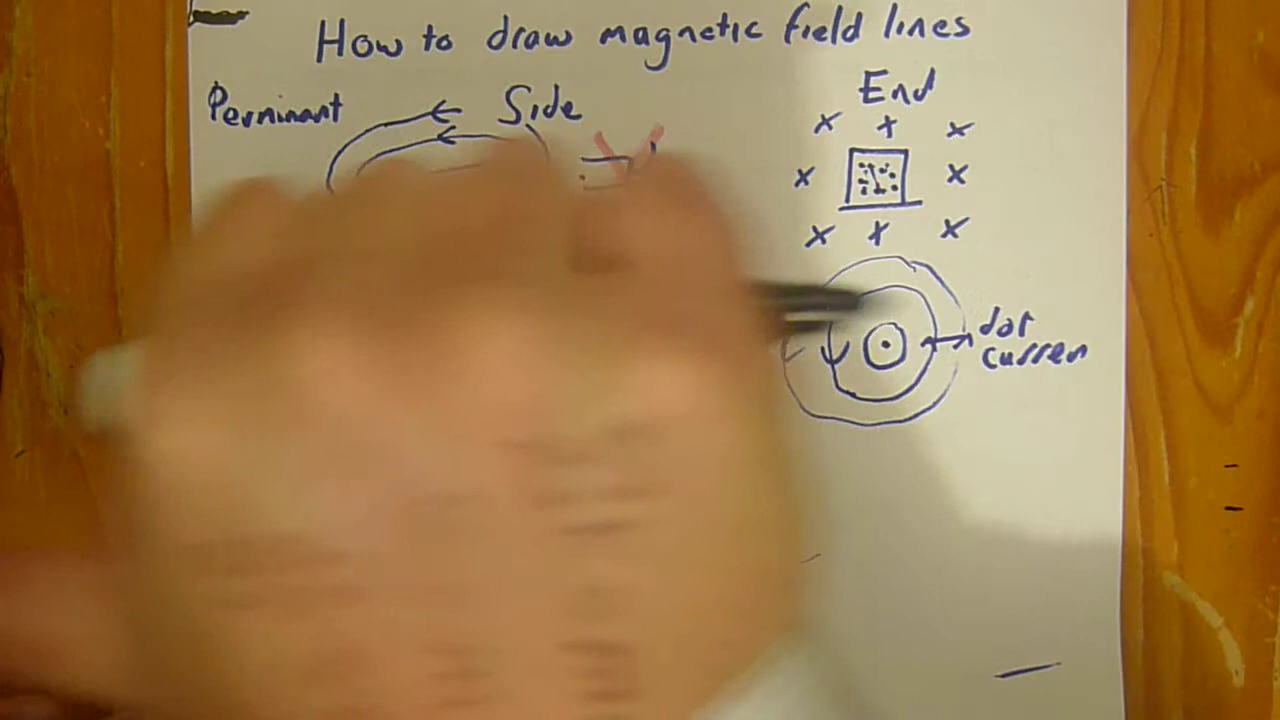 How to draw magnetic field lines
Perminant
Side
End
x x x
x x
x x x
dot
curren